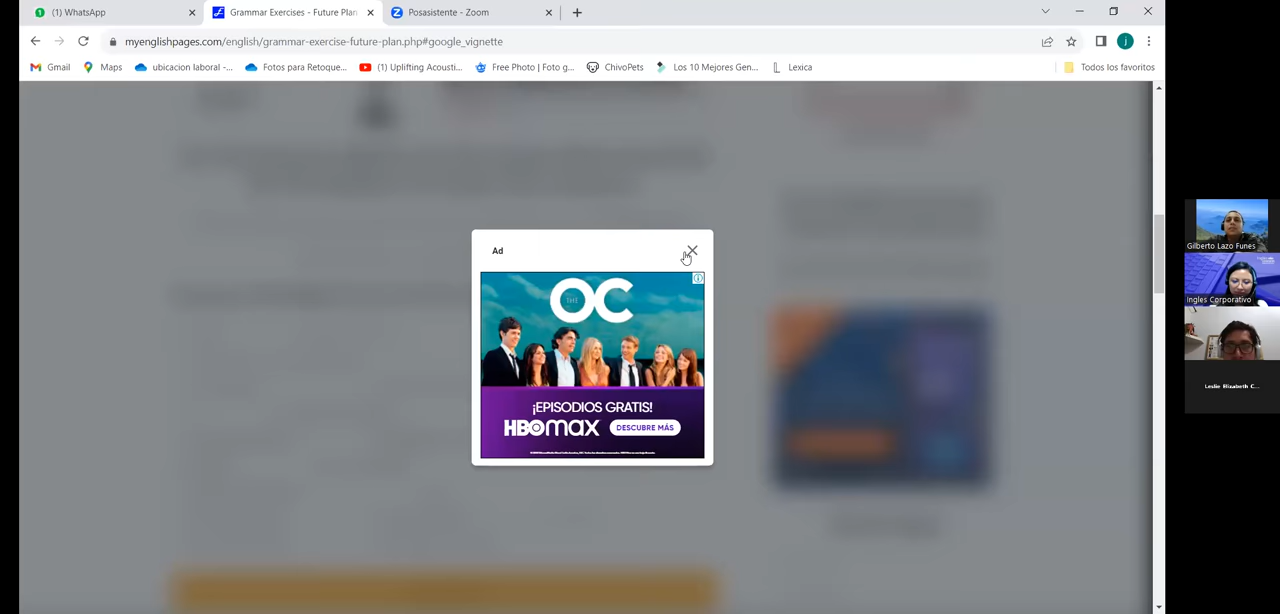 (1) WhatsApp
Grammar Exercises - Future Plan
Posasistente - Zoom
myenglishpages.com/english/grammar-exercise-future-plan.php#google_vignette
Gmail
Maps
ubicacion laboral -...
Fotos para Retoque...
(1) Uplifting Acousti...
Free Photo | Foto g...
ChivoPets
Los 10 Mejores Gen...
Lexica
Todos los favoritos
Ad
THE
OC
¡EPISODIOS GRATIS!
HBOMAX DESCUBRE MÁS
Gilberto Lazo Funes
Ingles Corporativo
Leslie Elizabeth C...